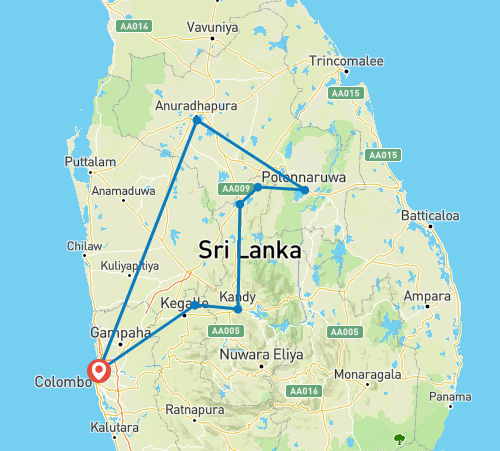 AA014
Vavuniya
Trincomalee
AA015
Anuradhapura
AA015
Puttalam
Polonnaruwa
AA009
Anamaduwa
Batticaloa
Chilaw
Sri Lanka
Kuliyapitiya
Kegalle
Kandy
Ampara
Gampaha
AA005
AA005
Nuwara Eliya
Colombo
Monaragala
AA016
Panama
Ratnapura
Kalutara